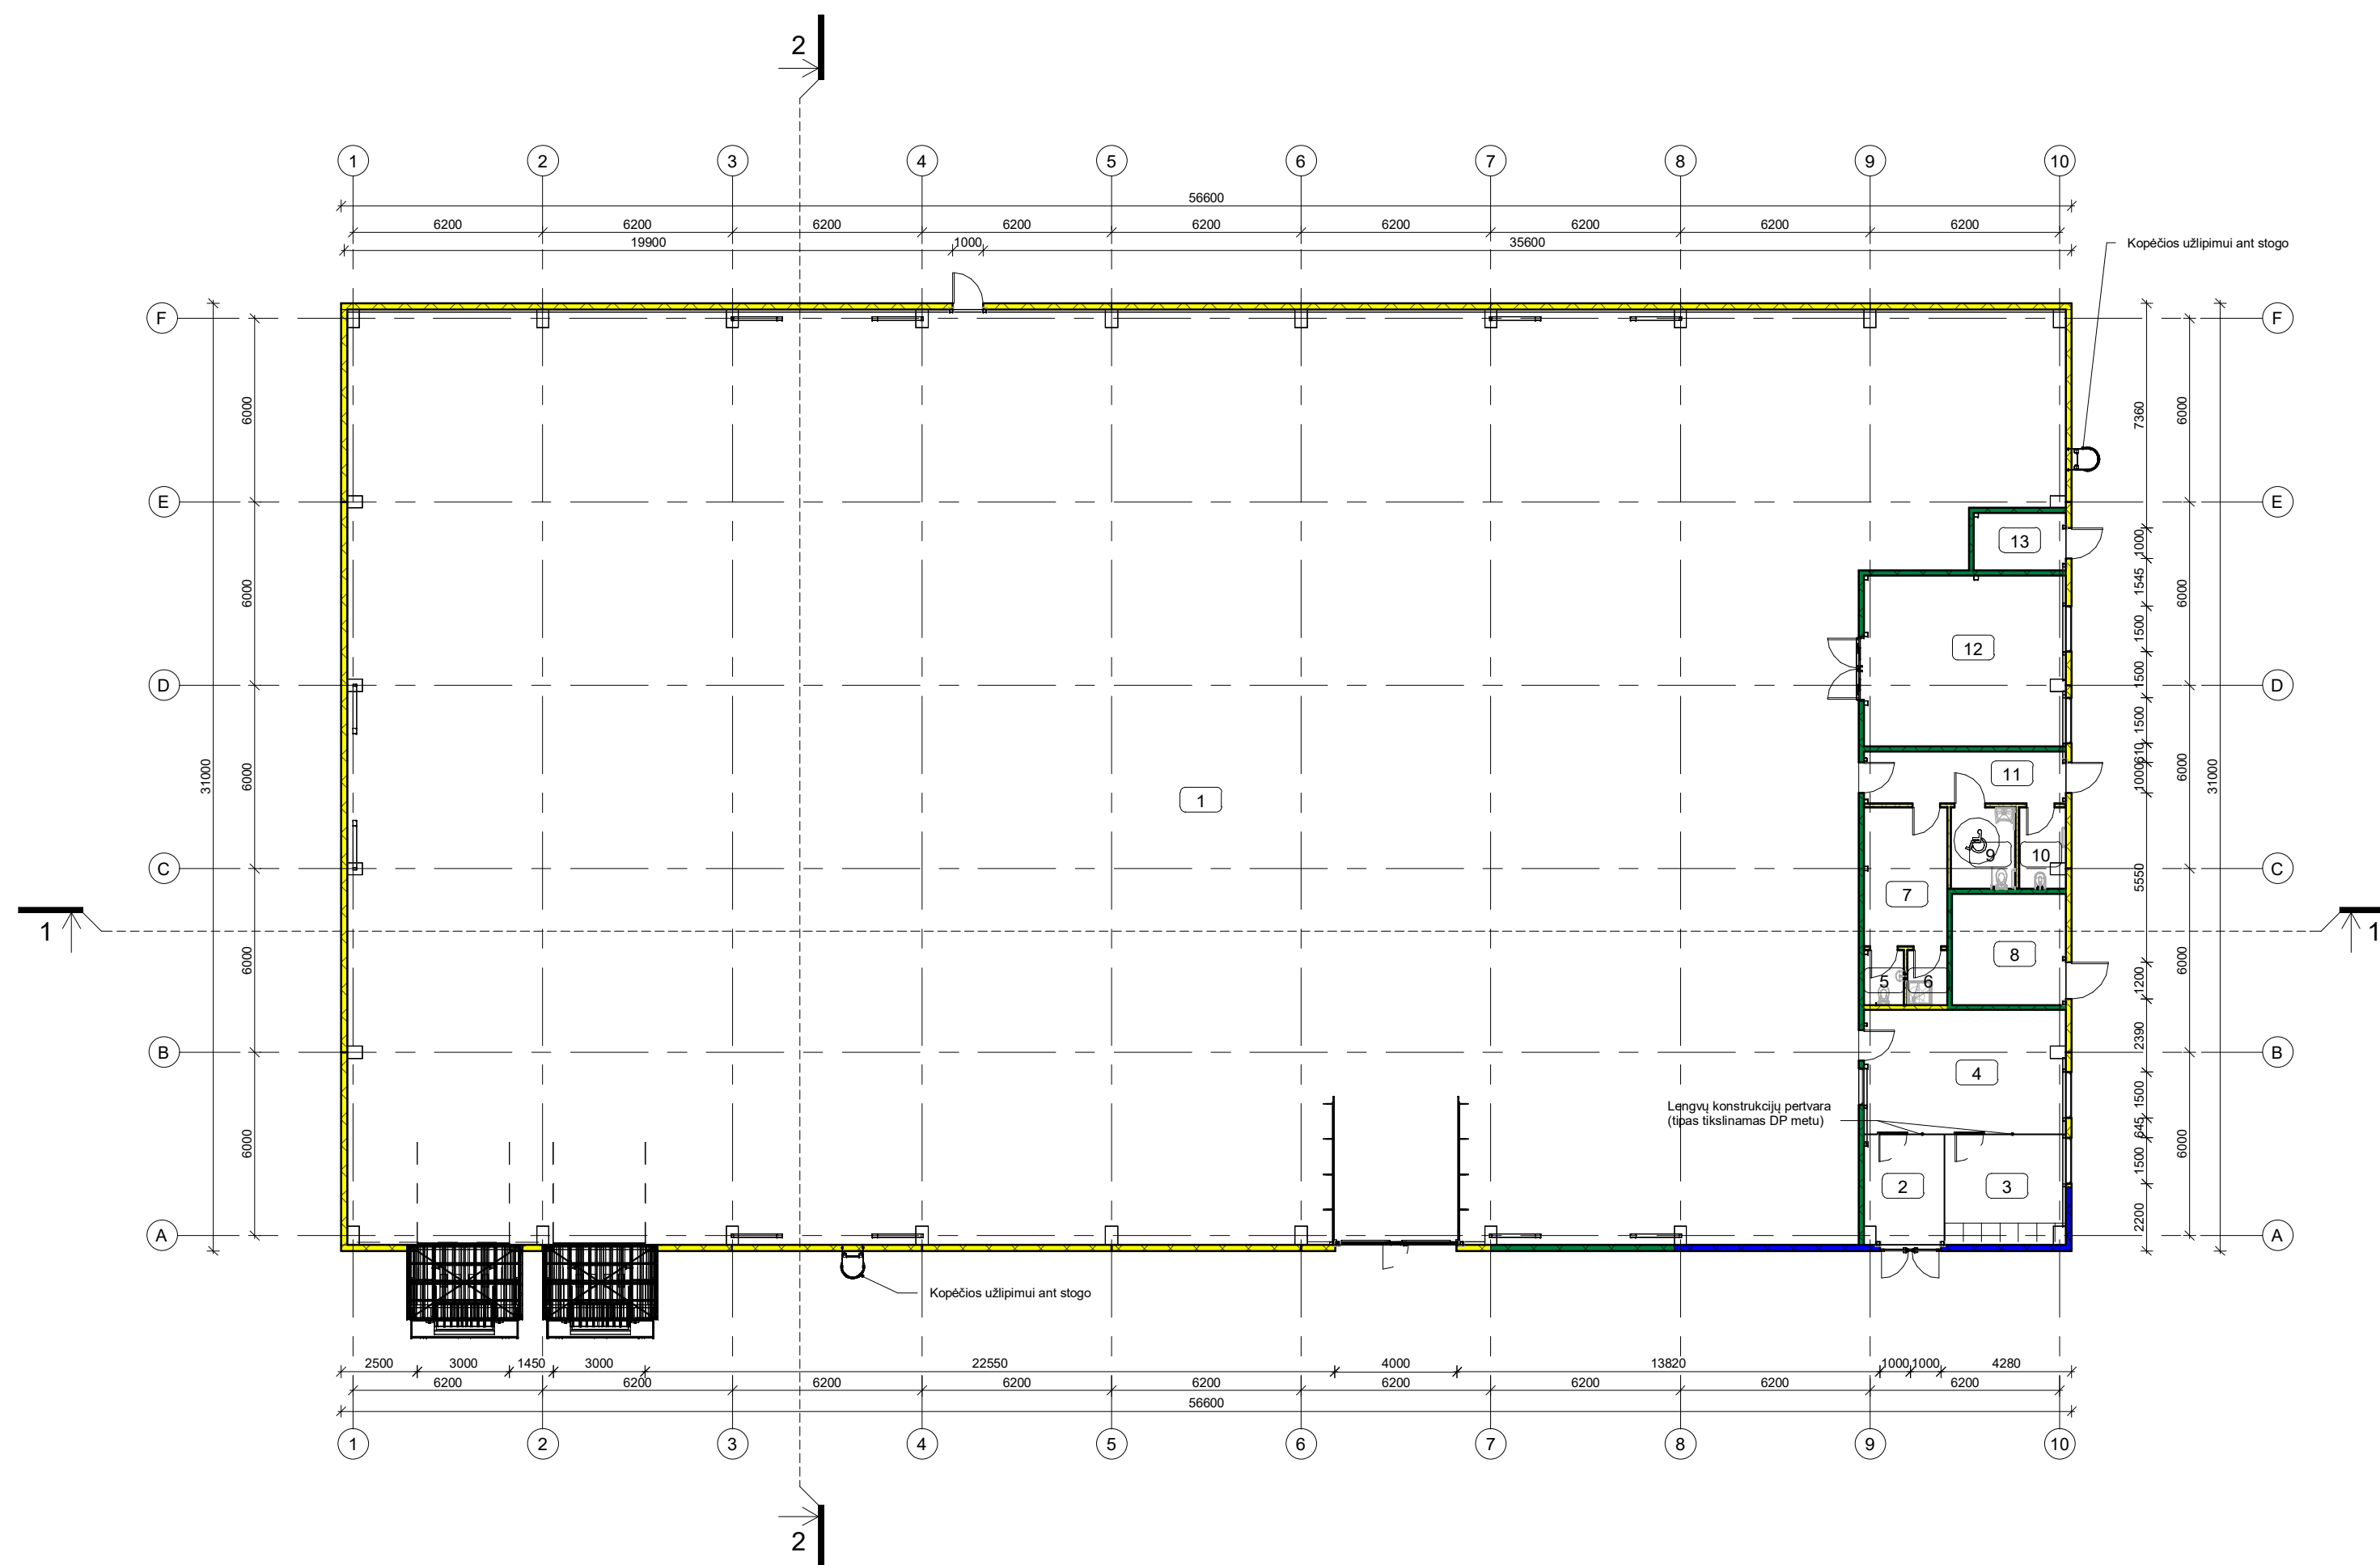 2
1 2 3 4 5 6 7 8 9 10
56600
6200 6200 6200 6200 6200 6200 6200 6200 6200
19900 1000 35600
Kopėčios užlipimui ant stogo
F F
E E
D D
C C
B B
A A
31000
6000
6000
6000
6000
6000
7360
1000
1545
1500
1500
1500
610
1000
5550
1200
2390
1500
645
1500
2200
6000
6000
6000
6000
6000
31000
13
12
11
1
9
10
7
8
5
6
4
Lengvų konstrukcijų pertvara
(tipas tikslinamas DP metu)
2
3
1 1
Kopėčios užlipimui ant stogo
2500 3000 1450 3000 22550 4000 13820 1000 1000 4280
6200 6200 6200 6200 6200 6200 6200 6200 6200
56600
1 2 3 4 5 6 7 8 9 10
2